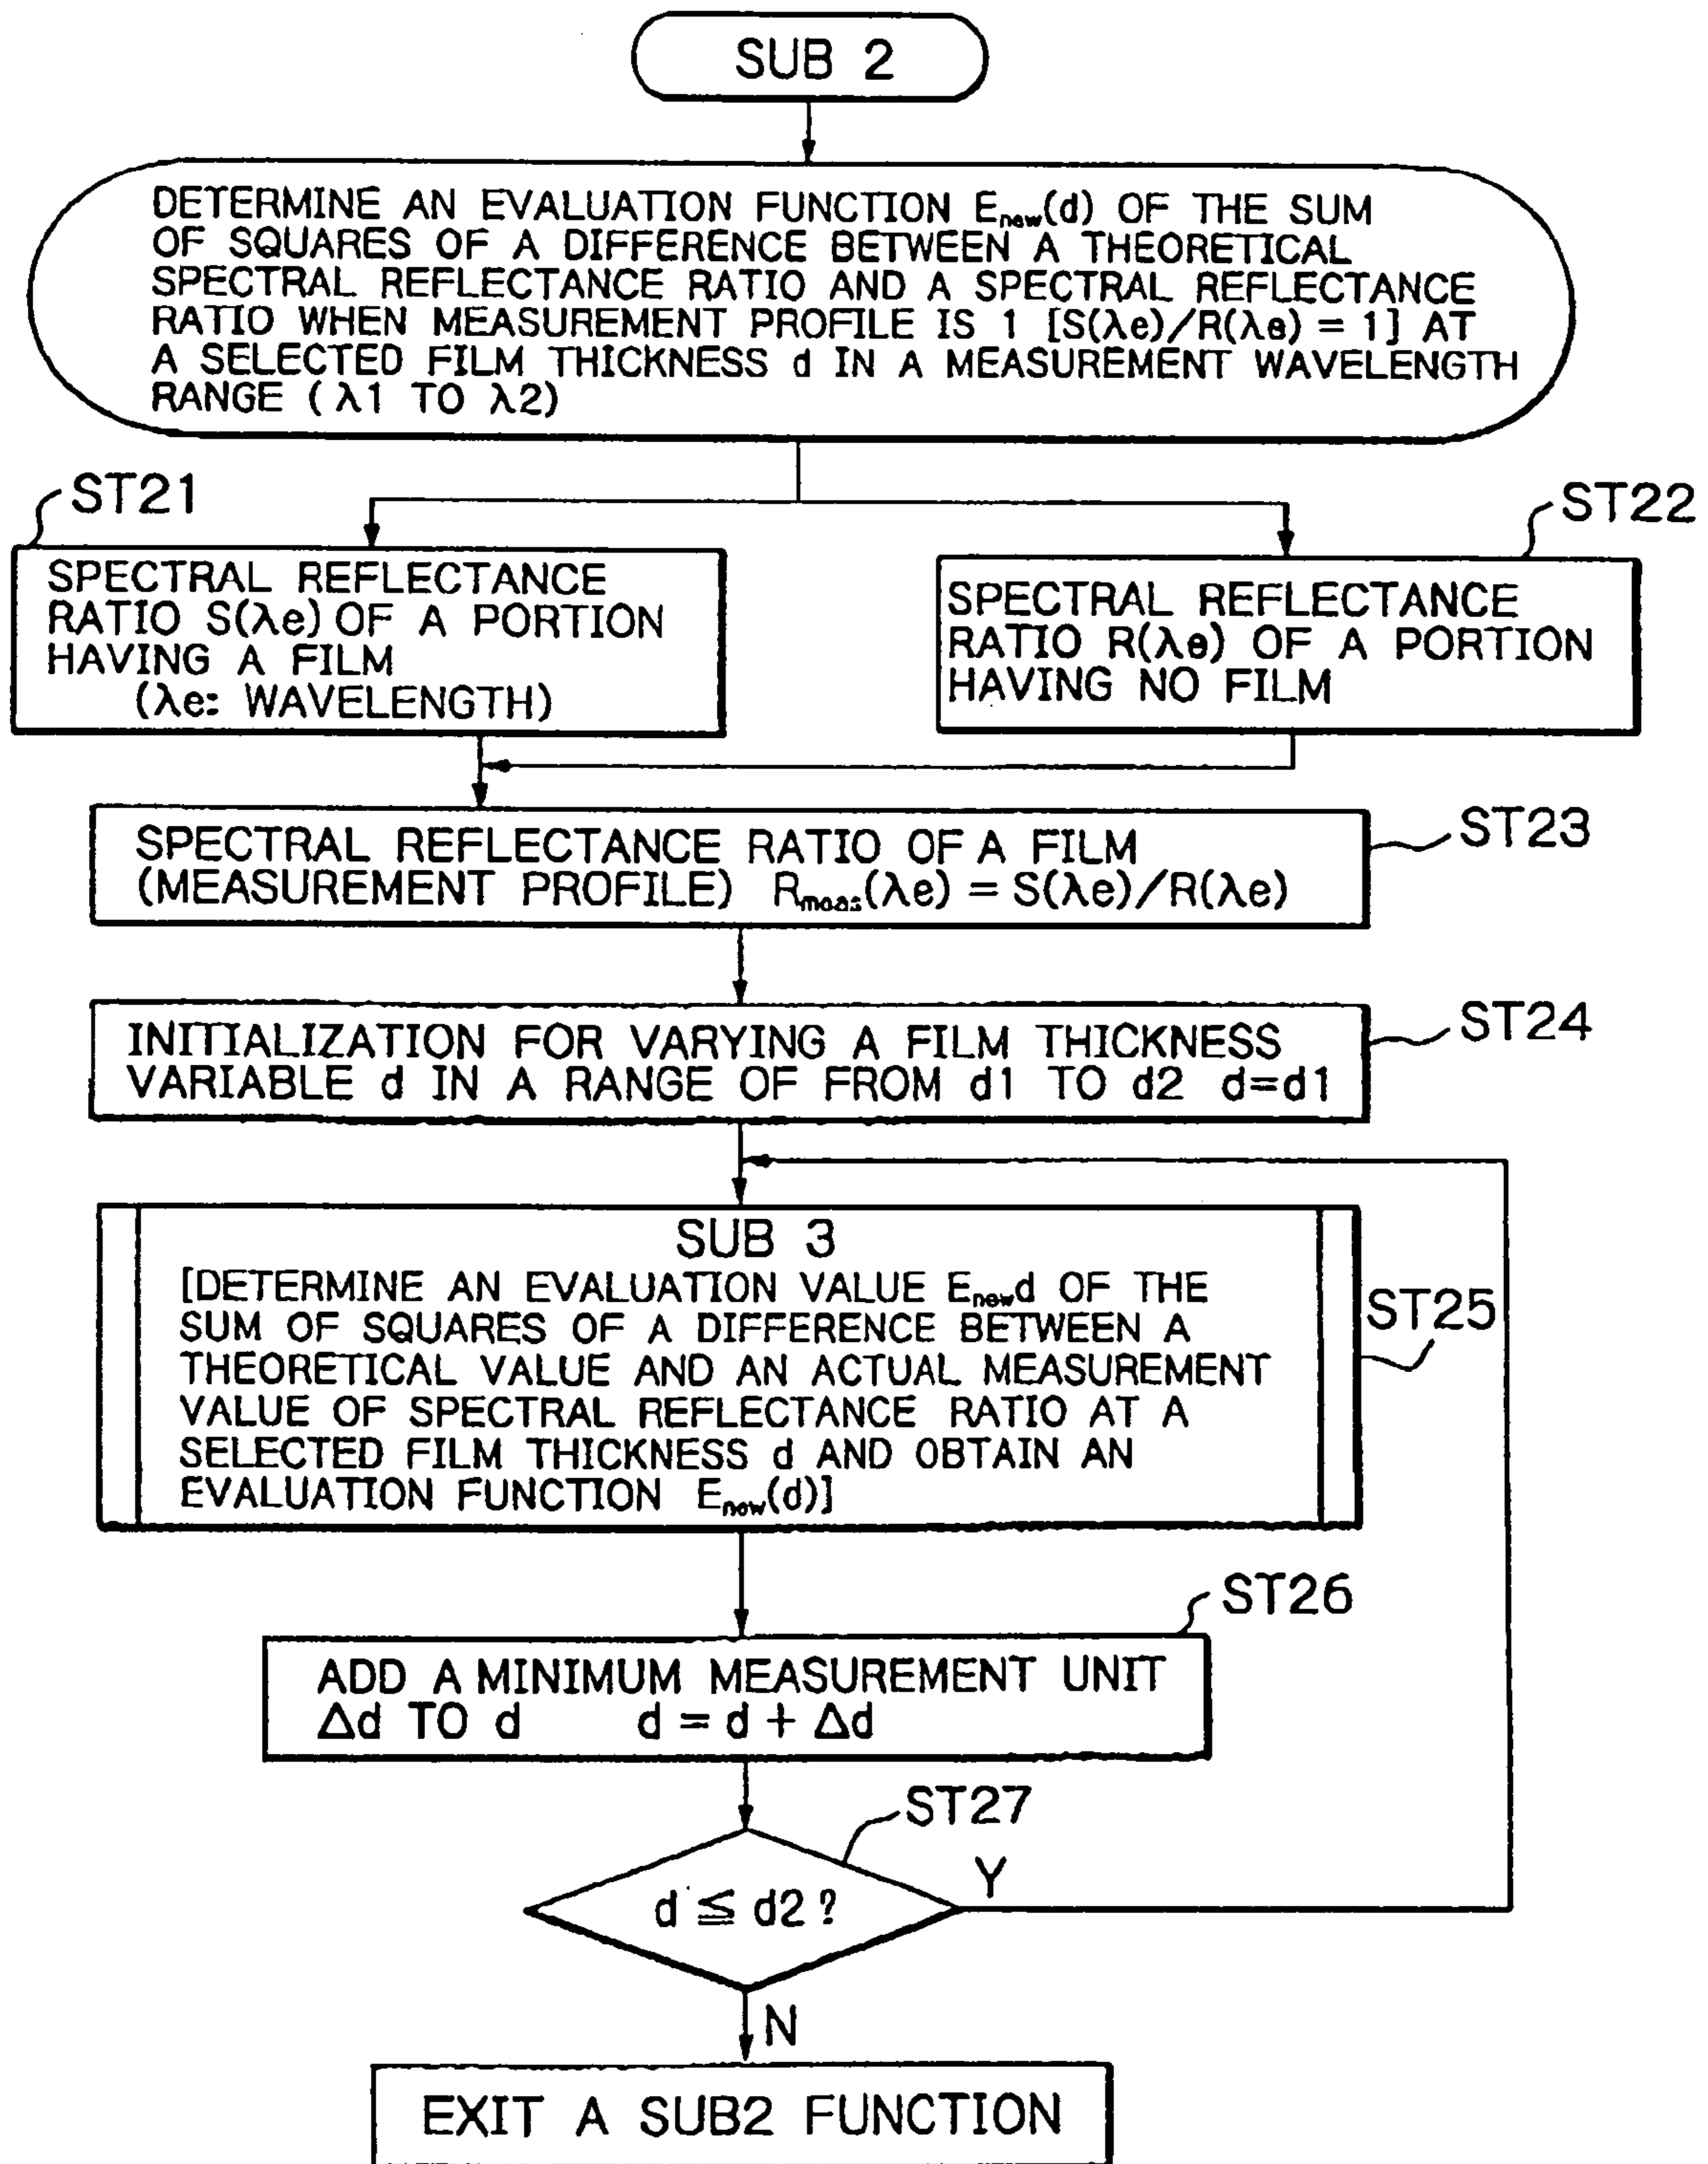 SUB 2
DETERMINE AN EVALUATION FUNCTION Enew(d) OF THE SUM
OF SQUARES OF A DIFFERENCE BETWEEN A THEORETICAL
SPECTRAL REFLECTANCE RATIO AND A SPECTRAL REFLECTANCE
RATIO WHEN MEASUREMENT PROFILE IS 1 [S(λe)/R(λe) = 1] AT
A SELECTED FILM THICKNESS d IN A MEASUREMENT WAVELENGTH
RANGE (λ1 TO λ2)
ST21
SPECTRAL REFLECTANCE
RATIO S(λe) OF A PORTION
HAVING A FILM
(λe: WAVELENGTH)
ST22
SPECTRAL REFLECTANCE
RATIO R(λe) OF A PORTION
HAVING NO FILM
ST23
SPECTRAL REFLECTANCE RATIO OF A FILM
(MEASUREMENT PROFILE) Rmeas(λe) = S(λe)/R(λe)
ST24
INITIALIZATION FOR VARYING A FILM THICKNESS
VARIABLE d IN A RANGE OF FROM d1 TO d2 d=d1
SUB 3
[DETERMINE AN EVALUATION VALUE Enewd OF THE
SUM OF SQUARES OF A DIFFERENCE BETWEEN A
THEORETICAL VALUE AND AN ACTUAL MEASUREMENT
VALUE OF SPECTRAL REFLECTANCE RATIO AT A
SELECTED FILM THICKNESS d AND OBTAIN AN
EVALUATION FUNCTION Enew(d)]
ST25
ST26
ADD A MINIMUM MEASUREMENT UNIT
Δd TO d d = d + Δd
ST27
d ≦ d2 ?
Y
N
EXIT A SUB2 FUNCTION